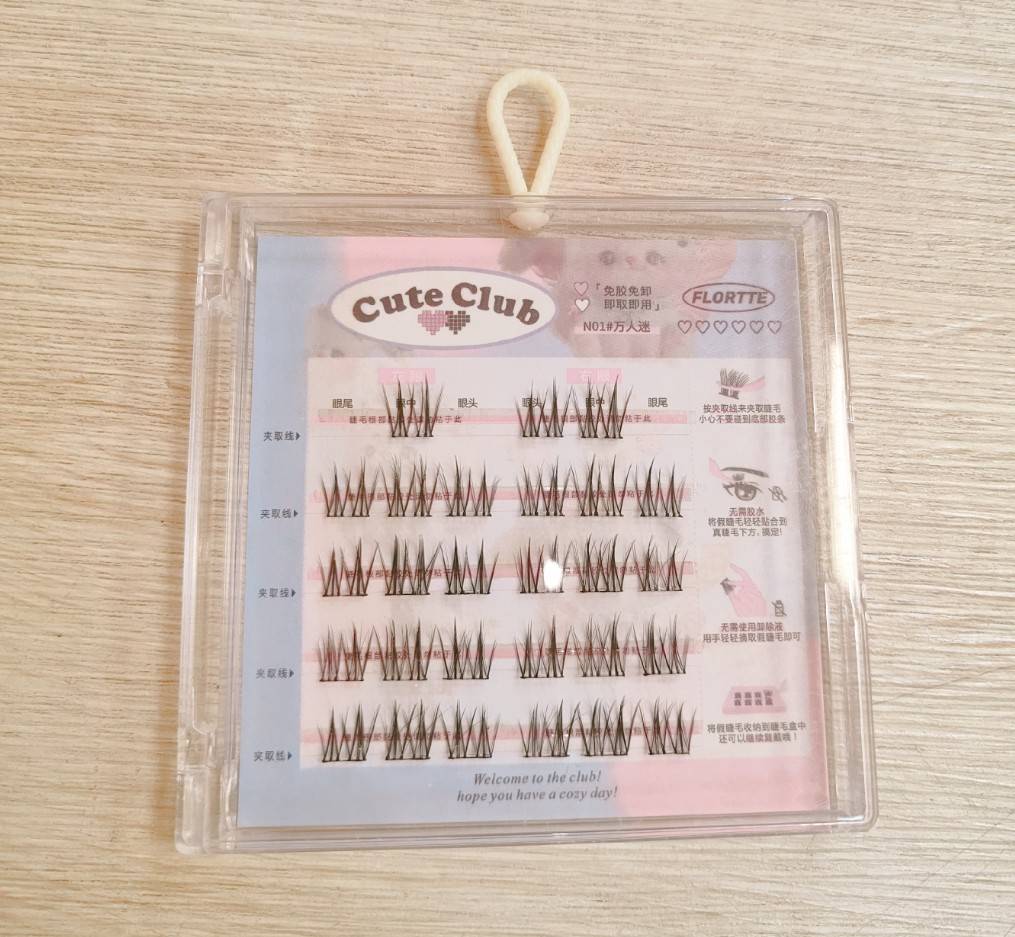 Cute Club
「免胶免卸
即取即用」
N01#万人迷
FLORTTE
眼尾 眼中 眼头 眼头 眼中 眼尾
夹取线
夹取线
夹取线
夹取线
夹取线
按夹取线来夹取睫毛
小心不要碰到底部胶条
无需胶水
将假睫毛轻轻贴合到
真睫毛下方,搞定!
无需使用卸除液
用手轻轻摘取假睫毛即可
将假睫毛收纳到睫毛盒中
还可以继续复戴哦!
Welcome to the club!
hope you have a cozy day!